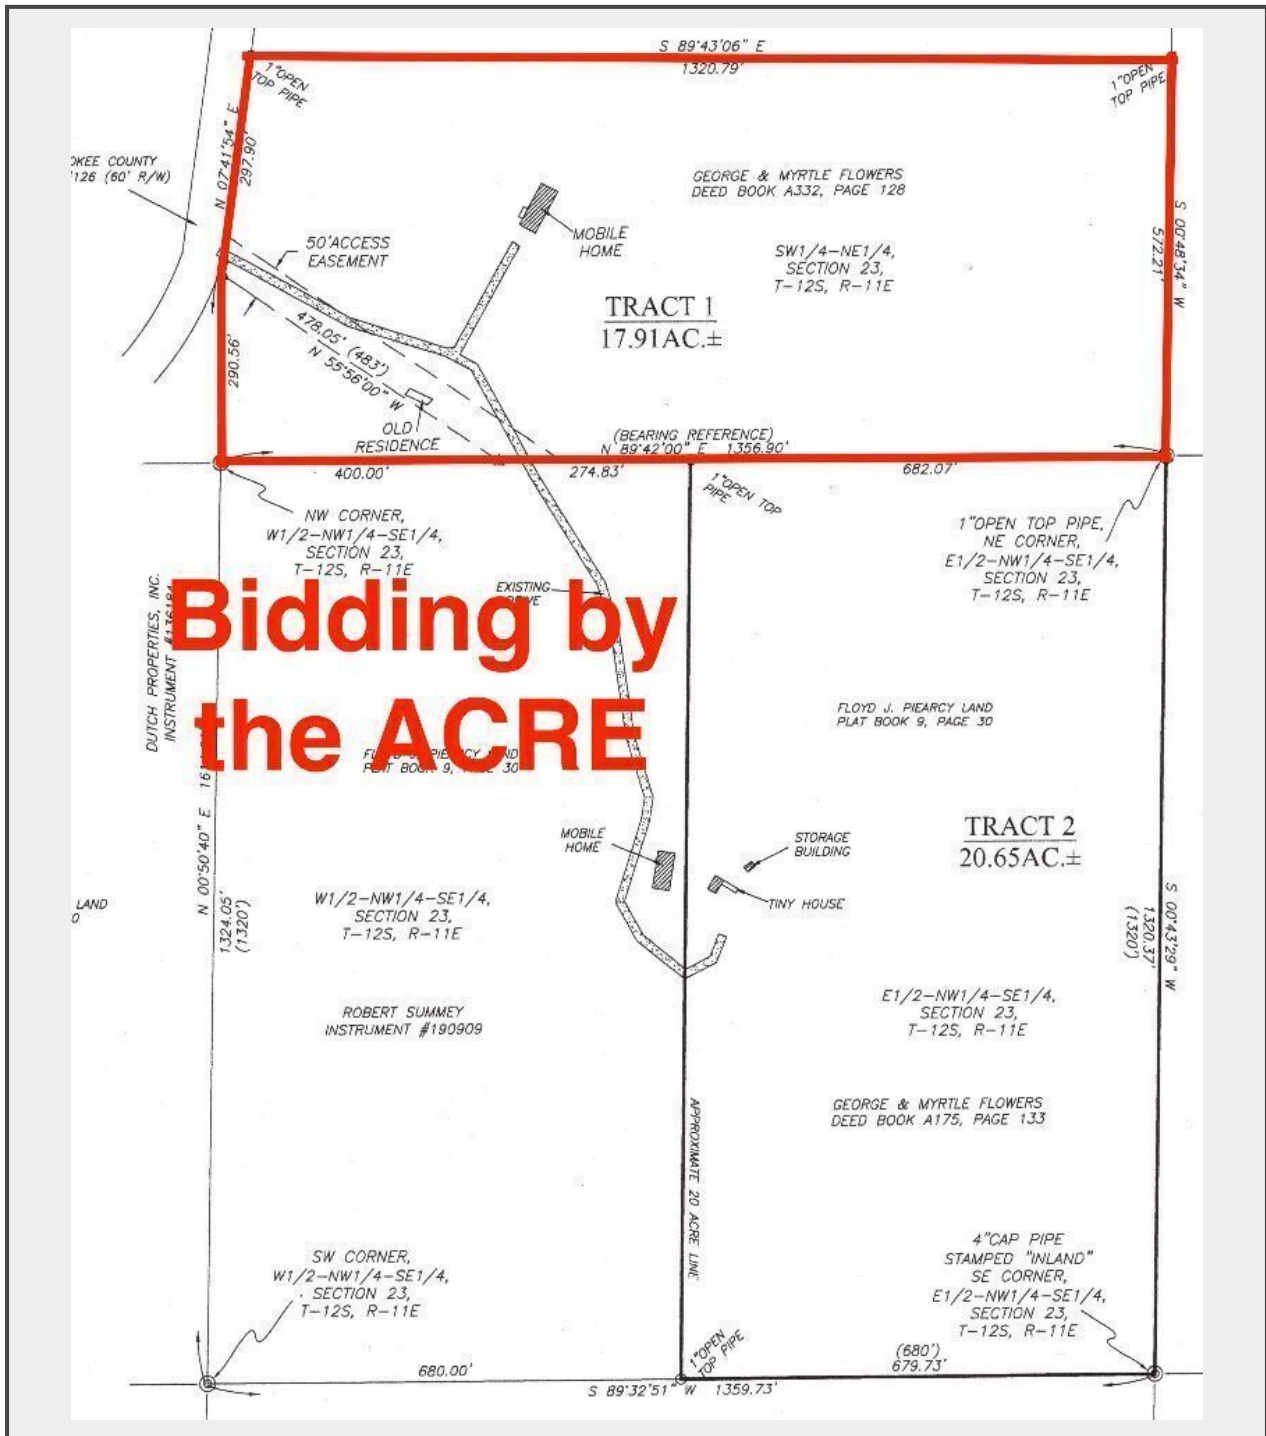 S 89°43'06" E
1320.79'
1"OPEN
TOP PIPE
1"OPEN
TOP PIPE
N 07°41'54" E
297.90'
OKEE COUNTY
126 (60' R/W)
GEORGE & MYRTLE FLOWERS
DEED BOOK A332, PAGE 128
S 00°48'34" W
572.21'
50'ACCESS
EASEMENT
MOBILE
HOME
SW1/4-NE1/4,
SECTION 23,
T-12S, R-11E
TRACT 1
17.91AC.±
290.56'
478.05' (483')
N 55°56'00" W
OLD
RESIDENCE
(BEARING REFERENCE)
N 89°42'00" E 1356.90'
400.00'
274.83'
682.07'
1"OPEN TOP
PIPE
NW CORNER,
W1/2-NW1/4-SE1/4,
SECTION 23,
T-12S, R-11E
1"OPEN TOP PIPE,
NE CORNER,
E1/2-NW1/4-SE1/4,
SECTION 23,
T-12S, R-11E
EXISTING
Bidding by
the ACRE
DUTCH PROPERTIES, INC.
INSTRUMENT
FLOYD J. PIEARCY LAND
PLAT BOOK 9, PAGE 30
FLOYD J. PIEARCY LAND
PLAT BOOK 9, PAGE 30
TRACT 2
20.65AC.±
MOBILE
HOME
STORAGE
BUILDING
TINY HOUSE
LAND
0
N 00°50'40" E
1324.05'
(1320')
W1/2-NW1/4-SE1/4,
SECTION 23,
T-12S, R-11E
S 00°43'29" W
1320.37'
(1320')
ROBERT SUMMEY
INSTRUMENT #190909
E1/2-NW1/4-SE1/4,
SECTION 23,
T-12S, R-11E
GEORGE & MYRTLE FLOWERS
DEED BOOK A175, PAGE 133
APPROXIMATE 20 ACRE LINE
SW CORNER,
W1/2-NW1/4-SE1/4,
SECTION 23,
T-12S, R-11E
4"CAP PIPE
STAMPED "INLAND"
SE CORNER,
E1/2-NW1/4-SE1/4,
SECTION 23,
T-12S, R-11E
1"OPEN
TOP PIPE
680.00'
(680')
679.73'
S 89°32'51" W 1359.73'